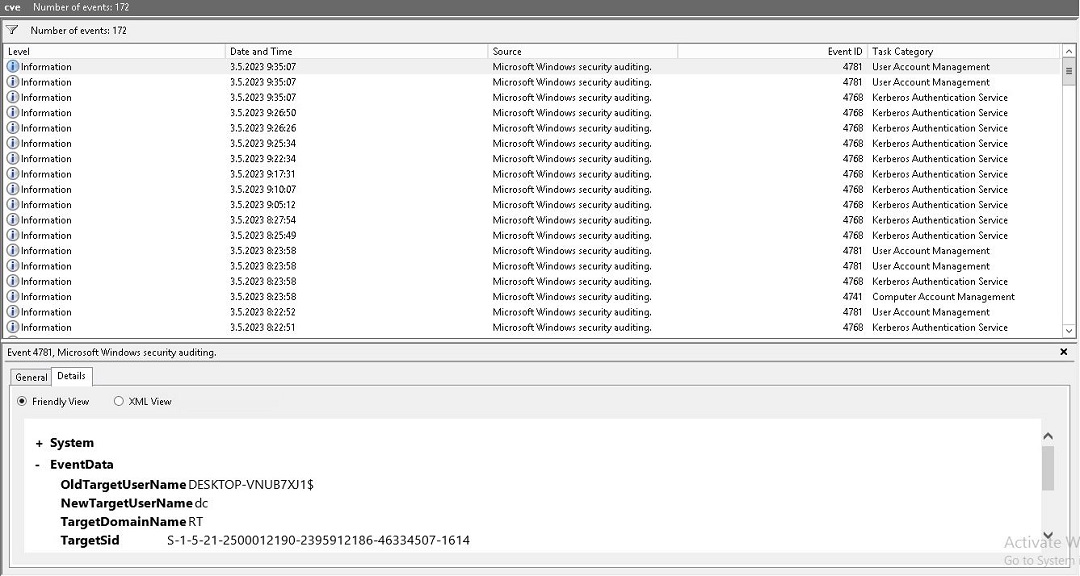 cve Number of events: 172
Number of events: 172
Level Date and Time Source Event ID Task Category
Information 3.5.2023 9:35:07 Microsoft Windows security auditing. 4781 User Account Management
Information 3.5.2023 9:35:07 Microsoft Windows security auditing. 4781 User Account Management
Information 3.5.2023 9:35:07 Microsoft Windows security auditing. 4768 Kerberos Authentication Service
Information 3.5.2023 9:26:50 Microsoft Windows security auditing. 4768 Kerberos Authentication Service
Information 3.5.2023 9:26:26 Microsoft Windows security auditing. 4768 Kerberos Authentication Service
Information 3.5.2023 9:25:34 Microsoft Windows security auditing. 4768 Kerberos Authentication Service
Information 3.5.2023 9:22:34 Microsoft Windows security auditing. 4768 Kerberos Authentication Service
Information 3.5.2023 9:17:31 Microsoft Windows security auditing. 4768 Kerberos Authentication Service
Information 3.5.2023 9:10:07 Microsoft Windows security auditing. 4768 Kerberos Authentication Service
Information 3.5.2023 9:05:12 Microsoft Windows security auditing. 4768 Kerberos Authentication Service
Information 3.5.2023 8:27:54 Microsoft Windows security auditing. 4768 Kerberos Authentication Service
Information 3.5.2023 8:25:49 Microsoft Windows security auditing. 4768 Kerberos Authentication Service
Information 3.5.2023 8:23:58 Microsoft Windows security auditing. 4781 User Account Management
Information 3.5.2023 8:23:58 Microsoft Windows security auditing. 4781 User Account Management
Information 3.5.2023 8:23:58 Microsoft Windows security auditing. 4768 Kerberos Authentication Service
Information 3.5.2023 8:23:58 Microsoft Windows security auditing. 4741 Computer Account Management
Information 3.5.2023 8:22:52 Microsoft Windows security auditing. 4781 User Account Management
Information 3.5.2023 8:22:51 Microsoft Windows security auditing. 4768 Kerberos Authentication Service
Event 4781, Microsoft Windows security auditing.
General Details
Friendly View XML View
+ System
- EventData
OldTargetUserName DESKTOP-VNUB7XJ1$
NewTargetUserName dc
TargetDomainName RT
TargetSid S-1-5-21-2500012190-2395912186-46334507-1614
Activate W
Go to System